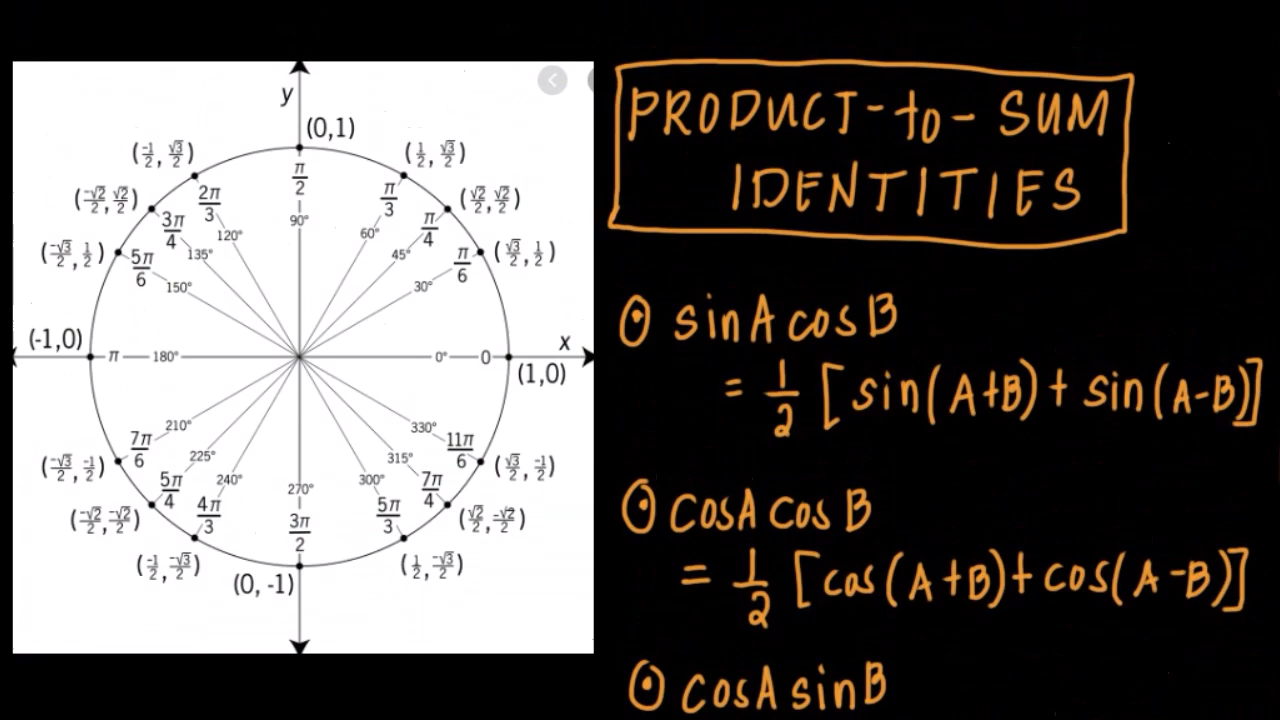 y
(0,1)
(-1/2, √3/2)
(1/2, √3/2)
π/2
(-√2/2, √2/2)
2π/3
π/3
(√2/2, √2/2)
90°
3π/4
120°
60°
π/4
(-√3/2, 1/2)
135°
45°
(√3/2, 1/2)
5π/6
π/6
150°
30°
(-1,0)
x
π
180°
0°
0
(1,0)
210°
330°
7π/6
11π/6
(-√3/2, -1/2)
225°
315°
(√3/2, -1/2)
5π/4
240°
270°
300°
7π/4
(-√2/2, -√2/2)
4π/3
3π/2
5π/3
(√2/2, -√2/2)
(-1/2, -√3/2)
(1/2, -√3/2)
(0, -1)
PRODUCT-to-SUM
IDENTITIES
sinA cosB
= 1/2 [sin(A+B) + sin(A-B)]
cosA cosB
= 1/2 [cos(A+B) + cos(A-B)]
cosA sinB